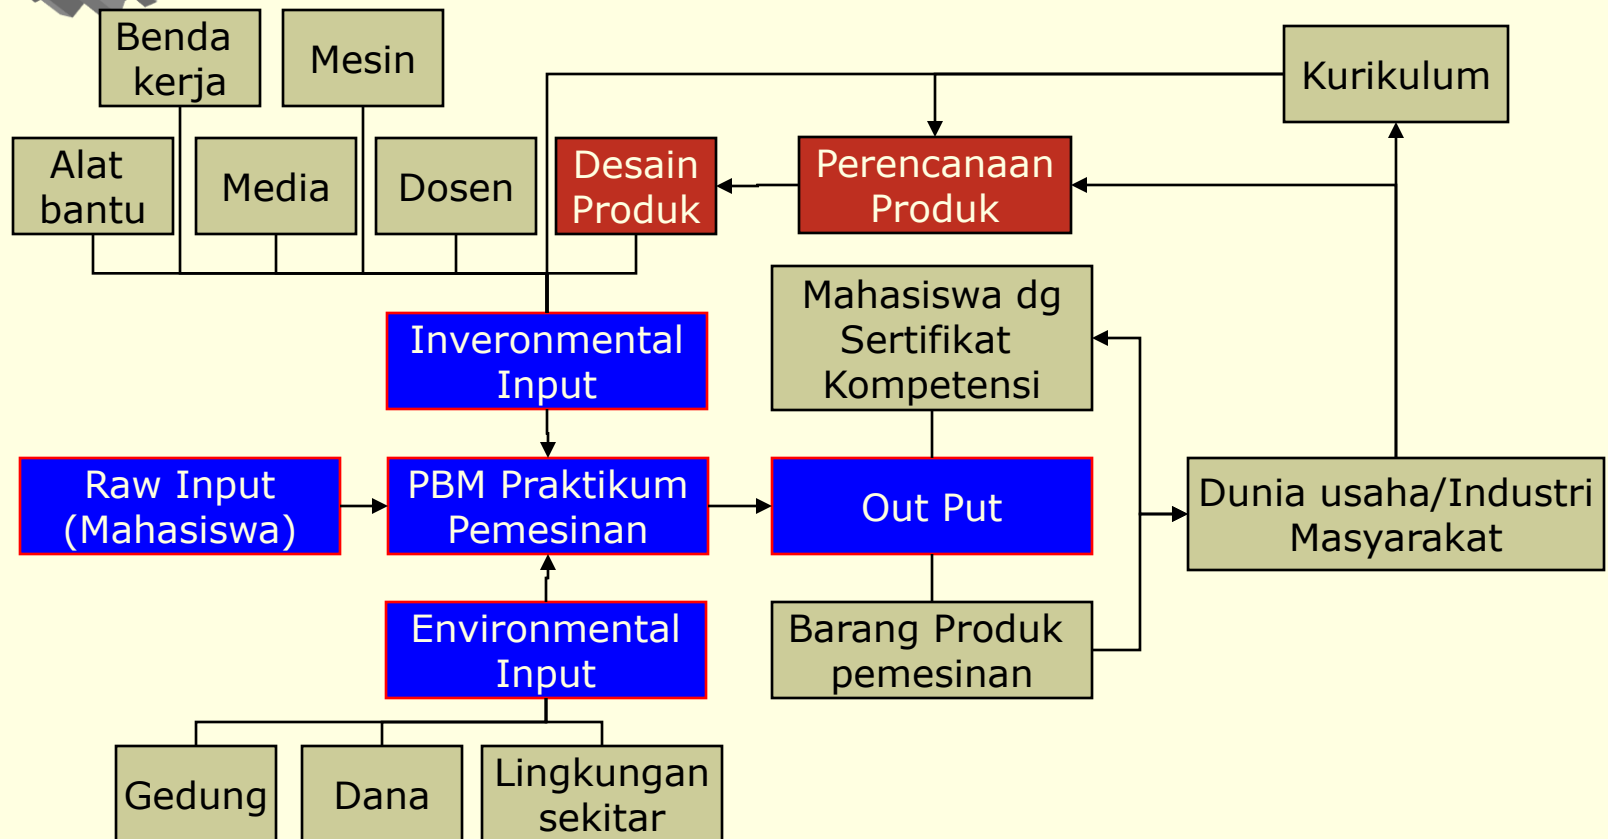 Benda
kerja
Mesin
Kurikulum
Alat
bantu
Media
Dosen
Desain
Produk
Perencanaan
Produk
Inveronmental
Input
Mahasiswa dg
Sertifikat
Kompetensi
Raw Input
(Mahasiswa)
PBM Praktikum
Pemesinan
Out Put
Dunia usaha/Industri
Masyarakat
Environmental
Input
Barang Produk
pemesinan
Gedung
Dana
Lingkungan
sekitar